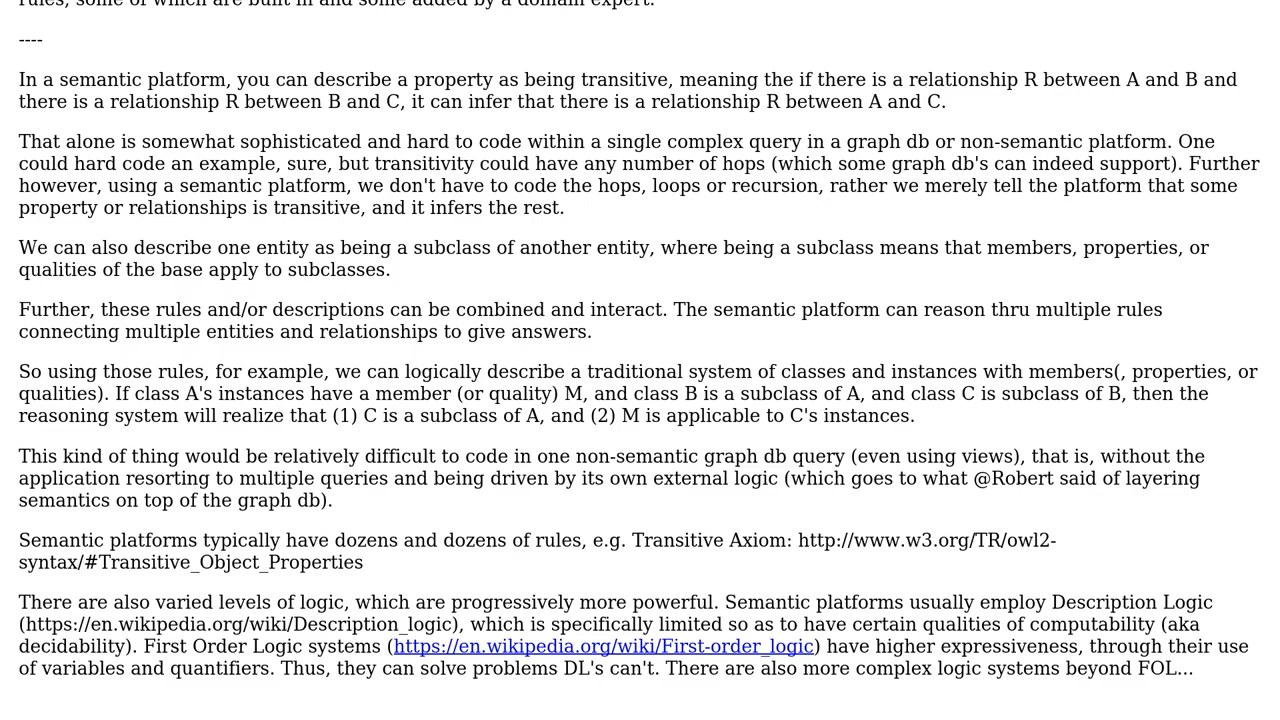 rules, some of which are built in and some added by a domain expert.
----
In a semantic platform, you can describe a property as being transitive, meaning the if there is a relationship R between A and B and
there is a relationship R between B and C, it can infer that there is a relationship R between A and C.
That alone is somewhat sophisticated and hard to code within a single complex query in a graph db or non-semantic platform. One
could hard code an example, sure, but transitivity could have any number of hops (which some graph db's can indeed support). Further
however, using a semantic platform, we don't have to code the hops, loops or recursion, rather we merely tell the platform that some
property or relationships is transitive, and it infers the rest.
We can also describe one entity as being a subclass of another entity, where being a subclass means that members, properties, or
qualities of the base apply to subclasses.
Further, these rules and/or descriptions can be combined and interact. The semantic platform can reason thru multiple rules
connecting multiple entities and relationships to give answers.
So using those rules, for example, we can logically describe a traditional system of classes and instances with members(, properties, or
qualities). If class A's instances have a member (or quality) M, and class B is a subclass of A, and class C is subclass of B, then the
reasoning system will realize that (1) C is a subclass of A, and (2) M is applicable to C's instances.
This kind of thing would be relatively difficult to code in one non-semantic graph db query (even using views), that is, without the
application resorting to multiple queries and being driven by its own external logic (which goes to what @Robert said of layering
semantics on top of the graph db).
Semantic platforms typically have dozens and dozens of rules, e.g. Transitive Axiom: http://www.w3.org/TR/owl2-
syntax/#Transitive_Object_Properties
There are also varied levels of logic, which are progressively more powerful. Semantic platforms usually employ Description Logic
(https://en.wikipedia.org/wiki/Description_logic), which is specifically limited so as to have certain qualities of computability (aka
decidability). First Order Logic systems (https://en.wikipedia.org/wiki/First-order_logic) have higher expressiveness, through their use
of variables and quantifiers. Thus, they can solve problems DL's can't. There are also more complex logic systems beyond FOL...